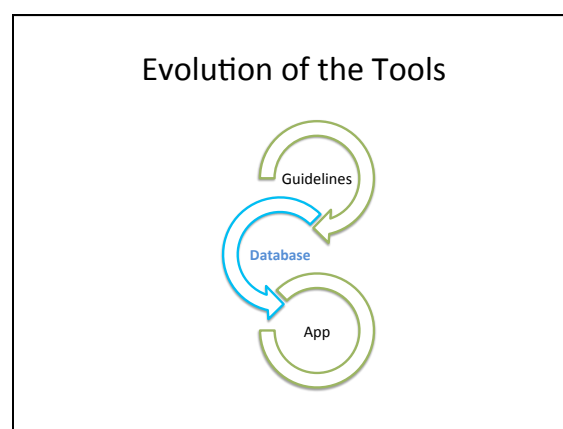 Evolution of the Tools
Guidelines
Database
App